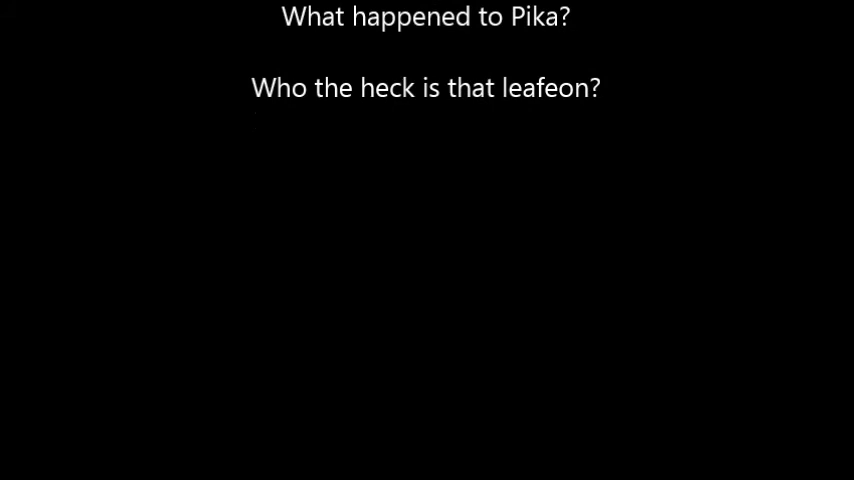 What happened to Pika?
Who the heck is that leafeon?